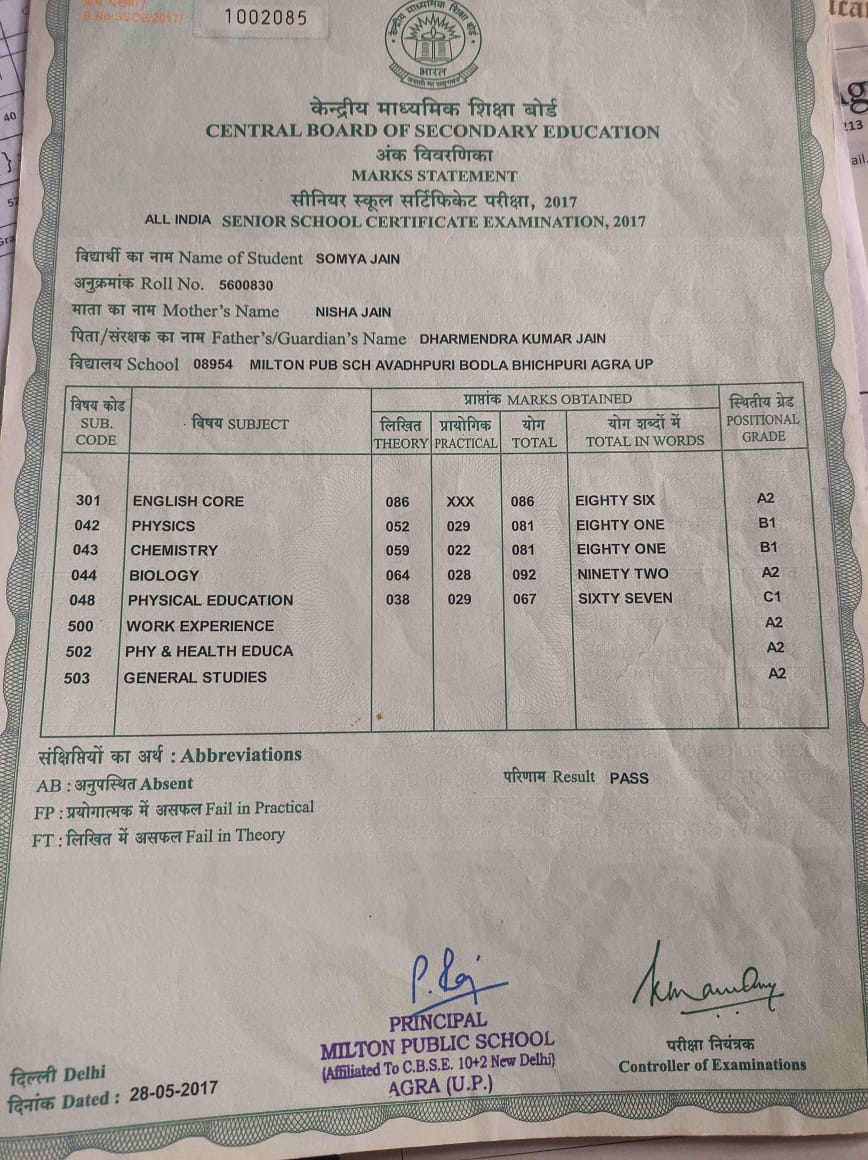 S.No.SSCE/2017/
1002085
भारत
केन्द्रीय माध्यमिक शिक्षा बोर्ड
CENTRAL BOARD OF SECONDARY EDUCATION
अंक विवरणिका
MARKS STATEMENT
सीनियर स्कूल सर्टिफिकेट परीक्षा, 2017
ALL INDIA SENIOR SCHOOL CERTIFICATE EXAMINATION, 2017
विद्यार्थी का नाम Name of Student SOMYA JAIN
अनुक्रमांक Roll No. 5600830
माता का नाम Mother's Name NISHA JAIN
पिता/संरक्षक का नाम Father's/Guardian's Name DHARMENDRA KUMAR JAIN
विद्यालय School 08954 MILTON PUB SCH AVADHPURI BODLA BHICHPURI AGRA UP
विषय कोड SUB. CODE
विषय SUBJECT
प्राप्तांक MARKS OBTAINED
लिखित THEORY
प्रायोगिक PRACTICAL
योग TOTAL
योग शब्दों में TOTAL IN WORDS
स्थितीय ग्रेड POSITIONAL GRADE
301 ENGLISH CORE 086 XXX 086 EIGHTY SIX A2
042 PHYSICS 052 029 081 EIGHTY ONE B1
043 CHEMISTRY 059 022 081 EIGHTY ONE B1
044 BIOLOGY 064 028 092 NINETY TWO A2
048 PHYSICAL EDUCATION 038 029 067 SIXTY SEVEN C1
500 WORK EXPERIENCE A2
502 PHY & HEALTH EDUCA A2
503 GENERAL STUDIES A2
संक्षिप्तियों का अर्थ : Abbreviations
AB : अनुपस्थित Absent
परिणाम Result PASS
FP : प्रयोगात्मक में असफल Fail in Practical
FT : लिखित में असफल Fail in Theory
PRINCIPAL
MILTON PUBLIC SCHOOL
(Affiliated To C.B.S.E. 10+2 New Delhi)
AGRA (U.P.)
परीक्षा नियंत्रक
Controller of Examinations
दिल्ली Delhi
दिनांक Dated : 28-05-2017